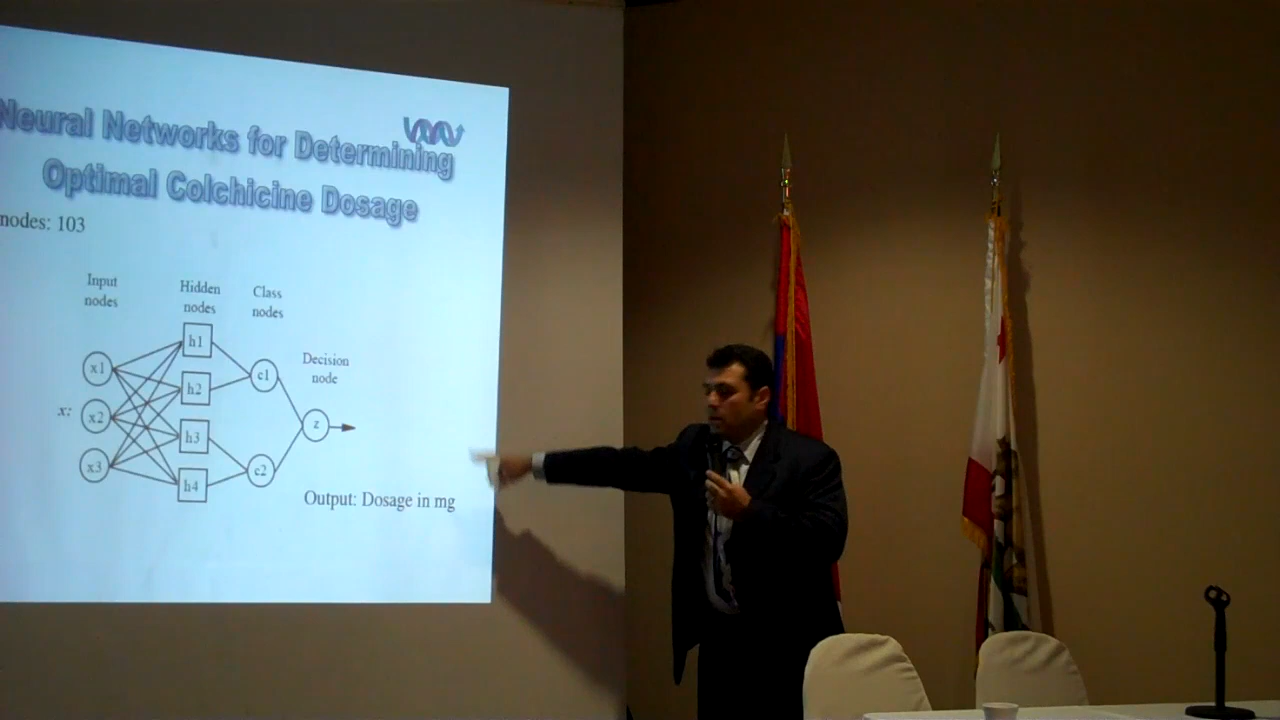 Neural Networks for Determining
Optimal Colchicine Dosage
nodes: 103
Input
nodes
Hidden
nodes
Class
nodes
Decision
node
x:
x1
x2
x3
h1
h2
h3
h4
c1
c2
z
Output: Dosage in mg